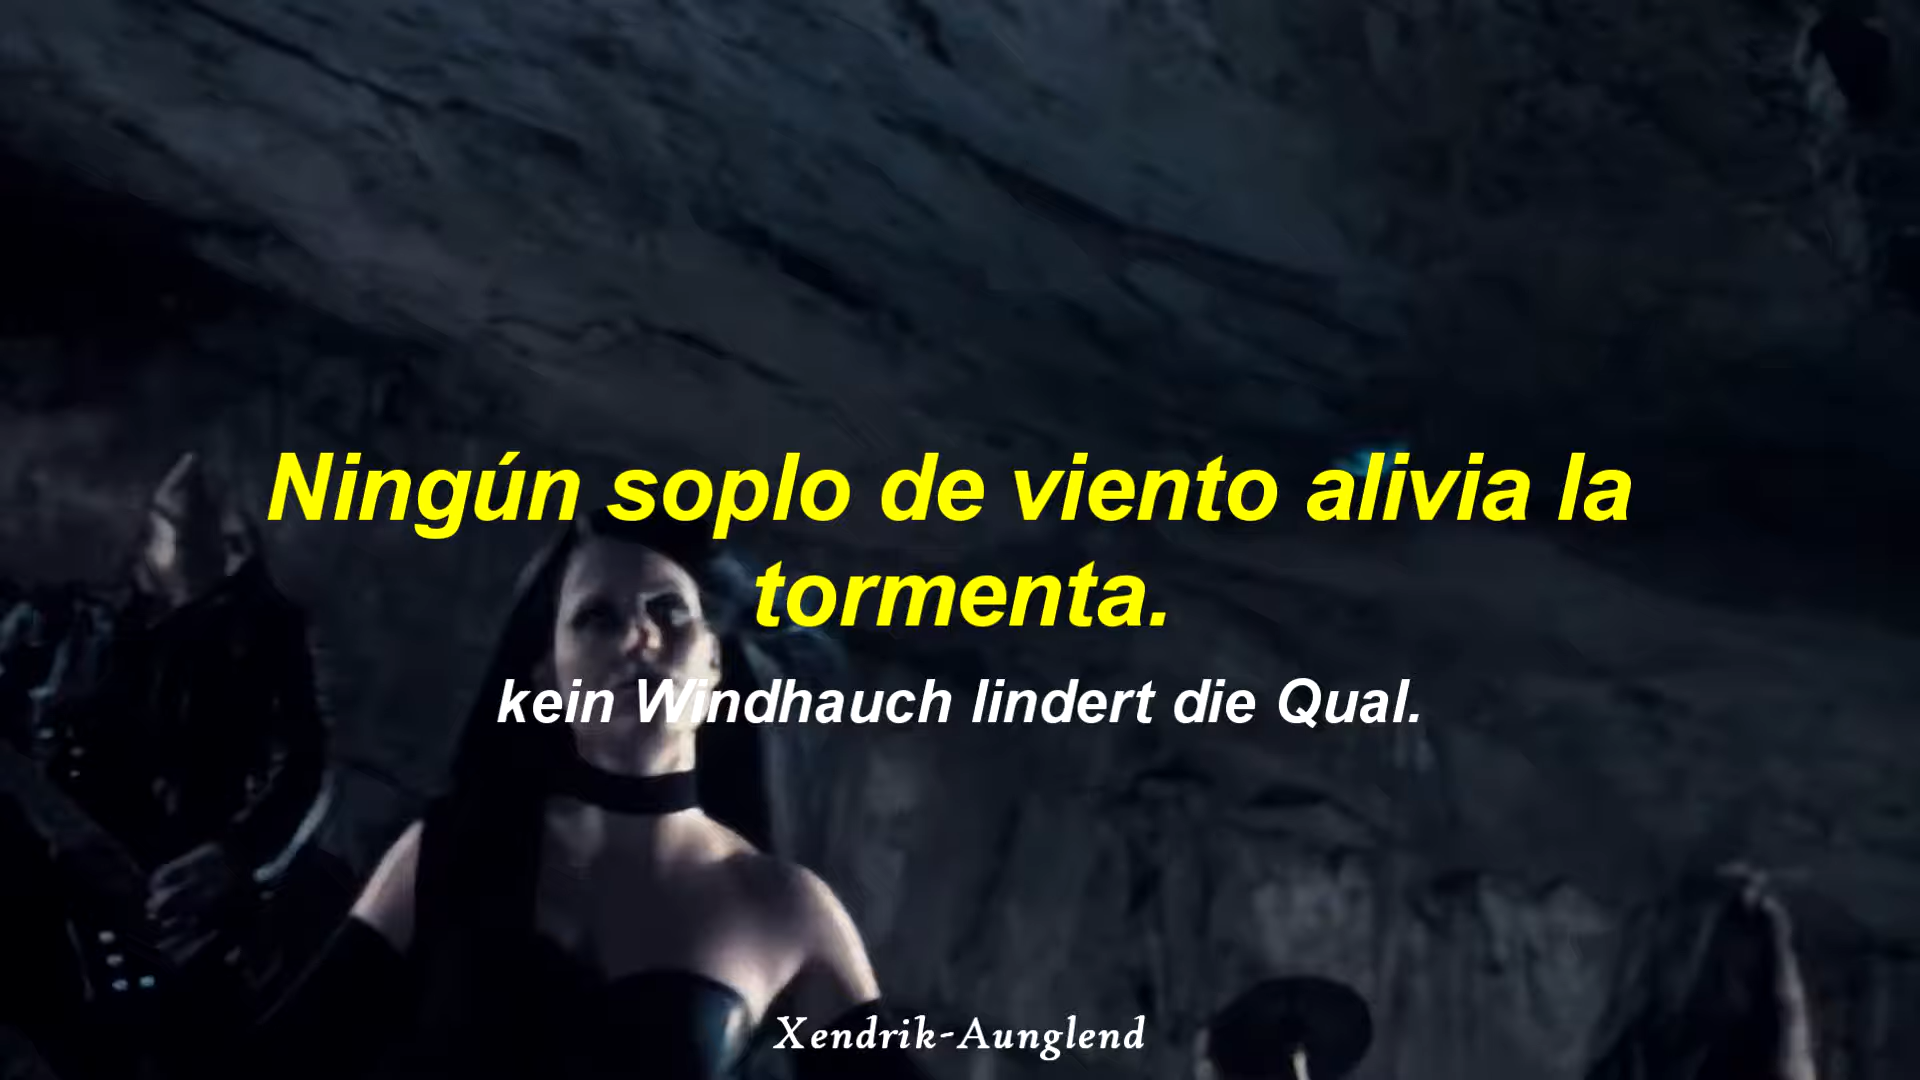 Ningún soplo de viento alivia la
tormenta.
kein Windhauch lindert die Qual.
Xendrik-Aunglend